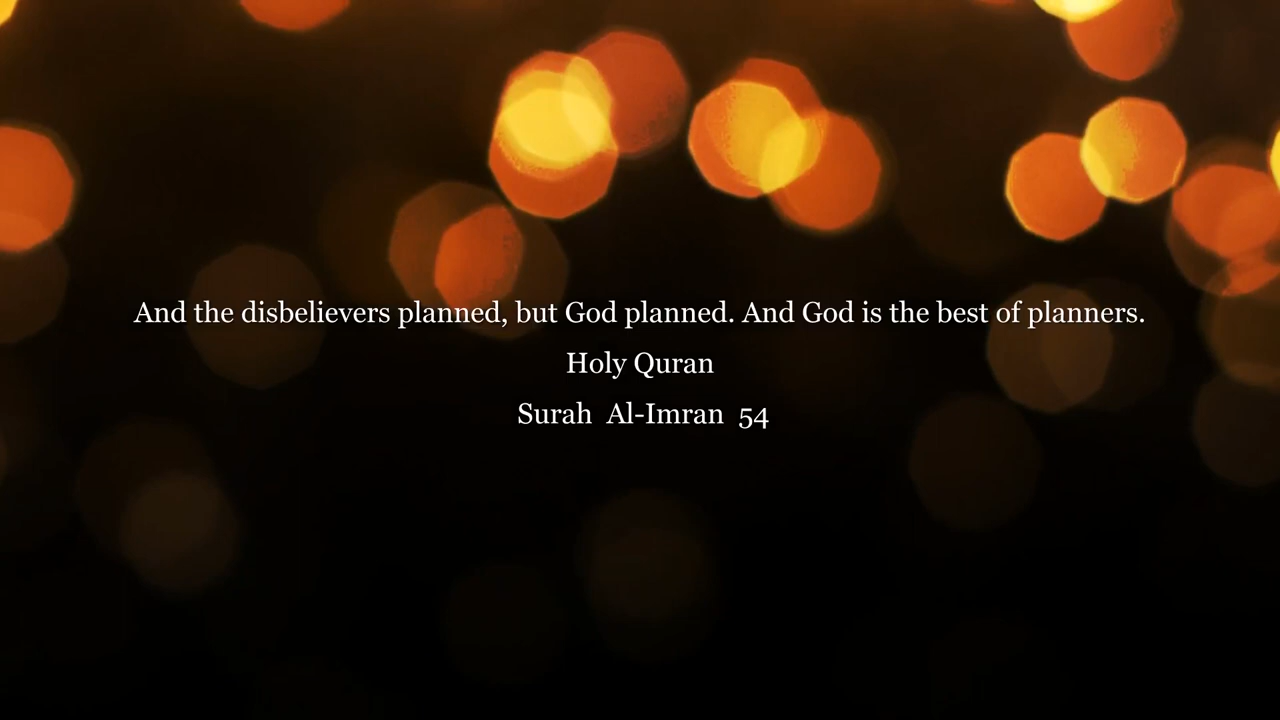 And the disbelievers planned, but God planned. And God is the best of planners.
Holy Quran
Surah Al-Imran 54